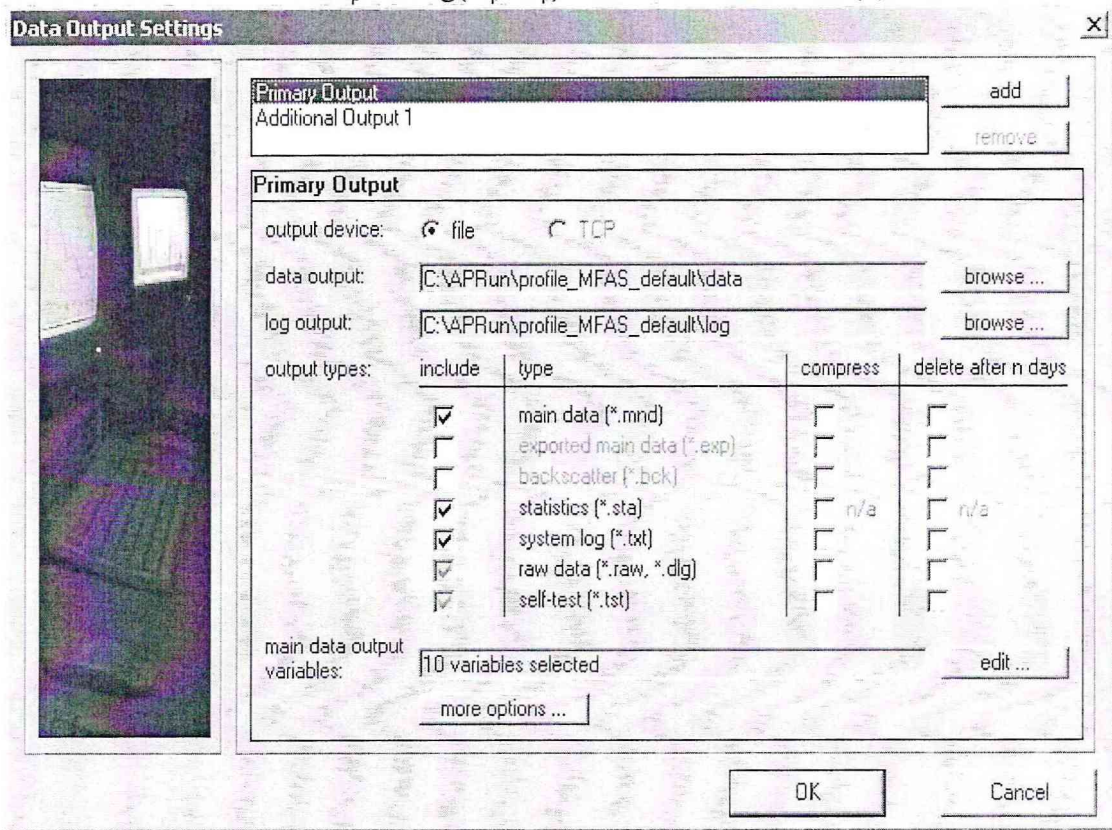 Data Output Settings
Primary Output
Additional Output 1
add
remove
Primary Output
output device: file TCP
data output: C:\APRun\profile_MFAS_default\data browse ...
log output: C:\APRun\profile_MFAS_default\log browse ...
output types: include type compress delete after n days
main data (*.mnd)
exported main data (*.exp)
backscatter (*.bck)
statistics (*.sta) n/a n/a
system log (*.txt)
raw data (*.raw, *.dlg)
self-test (*.tst)
main data output
variables: 10 variables selected edit ...
more options ...
OK Cancel